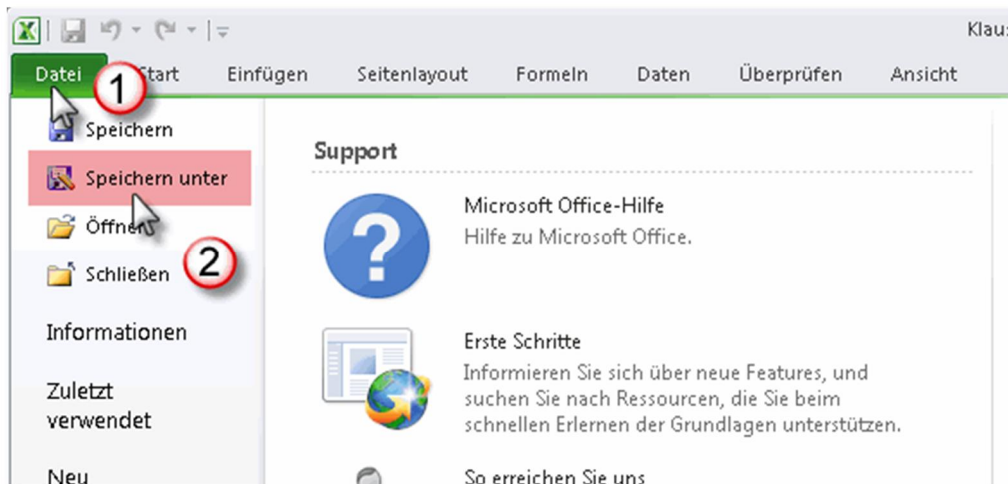 Klaus
Datei Start Einfügen Seitenlayout Formeln Daten Überprüfen Ansicht
1
Speichern
Speichern unter
Öffnen
2
Schließen
Informationen
Zuletzt
verwendet
Neu
Support
Microsoft Office-Hilfe
Hilfe zu Microsoft Office.
Erste Schritte
Informieren Sie sich über neue Features, und
suchen Sie nach Ressourcen, die Sie beim
schnellen Erlernen der Grundlagen unterstützen.
So erreichen Sie uns